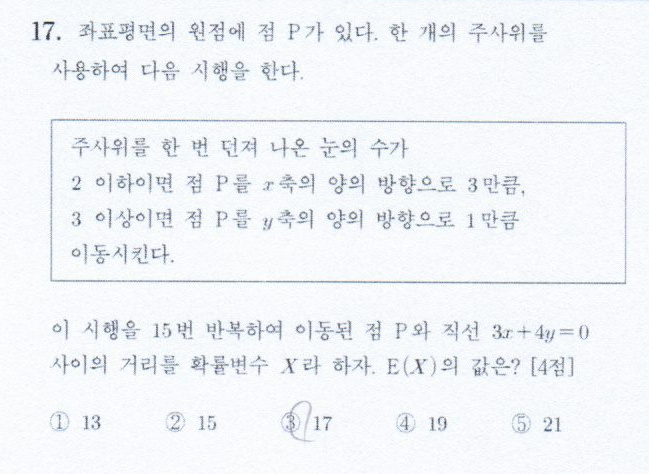 17. 좌표평면의 원점에 점 P가 있다. 한 개의 주사위를
사용하여 다음 시행을 한다.
주사위를 한 번 던져 나온 눈의 수가
2 이하이면 점 P를 x축의 양의 방향으로 3만큼,
3 이상이면 점 P를 y축의 양의 방향으로 1만큼
이동시킨다.
이 시행을 15번 반복하여 이동된 점 P와 직선 3x+4y=0
사이의 거리를 확률변수 X라 하자. E(X)의 값은? [4점]
① 13 ② 15 ③ 17 ④ 19 ⑤ 21